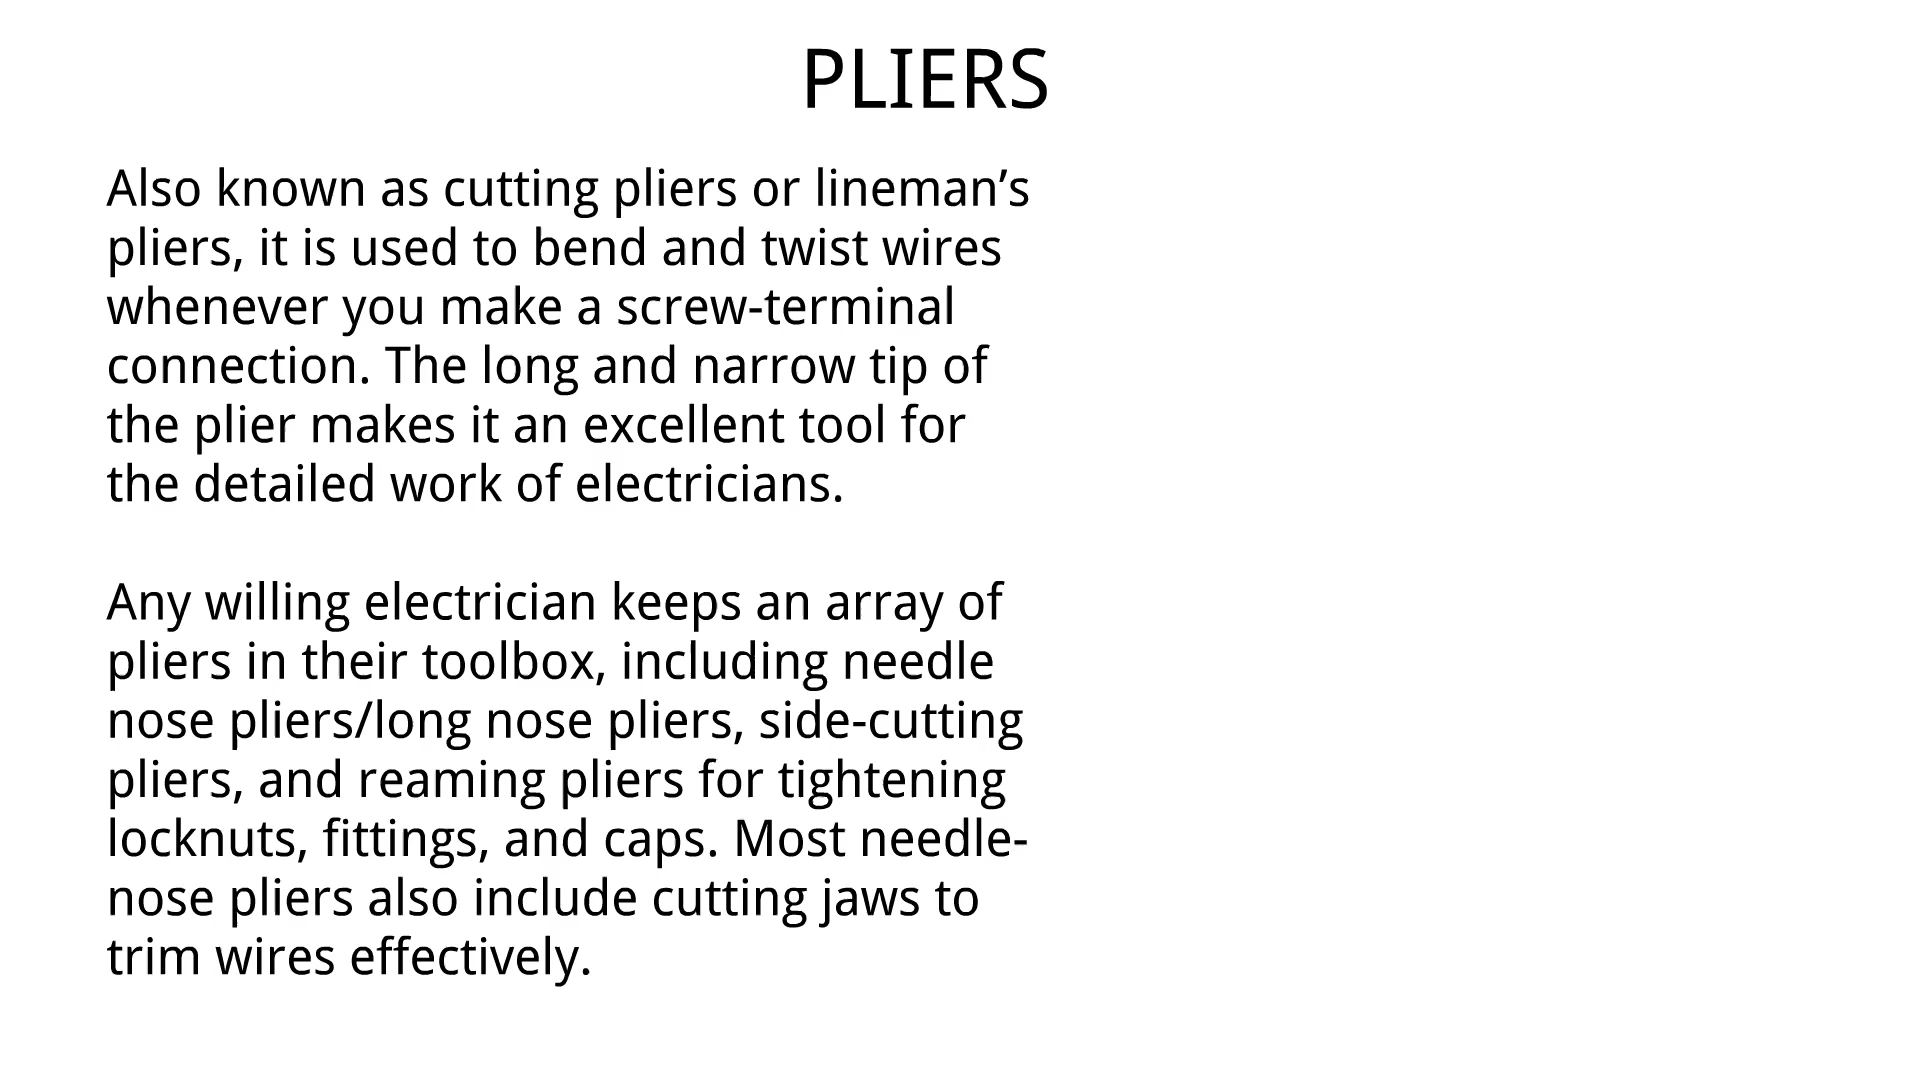 PLIERS
Also known as cutting pliers or lineman’s
pliers, it is used to bend and twist wires
whenever you make a screw-terminal
connection. The long and narrow tip of
the plier makes it an excellent tool for
the detailed work of electricians.
Any willing electrician keeps an array of
pliers in their toolbox, including needle
nose pliers/long nose pliers, side-cutting
pliers, and reaming pliers for tightening
locknuts, fittings, and caps. Most needle-
nose pliers also include cutting jaws to
trim wires effectively.